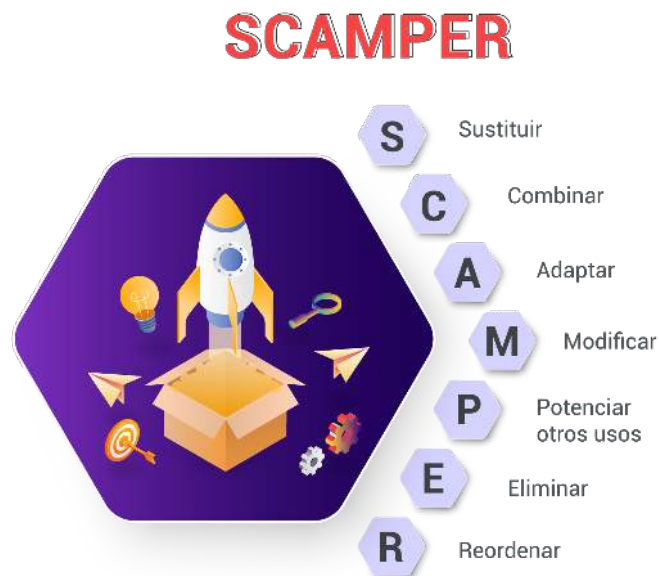 SCAMPER
S Sustituir
C Combinar
A Adaptar
M Modificar
P Potenciar
otros usos
E Eliminar
R Reordenar